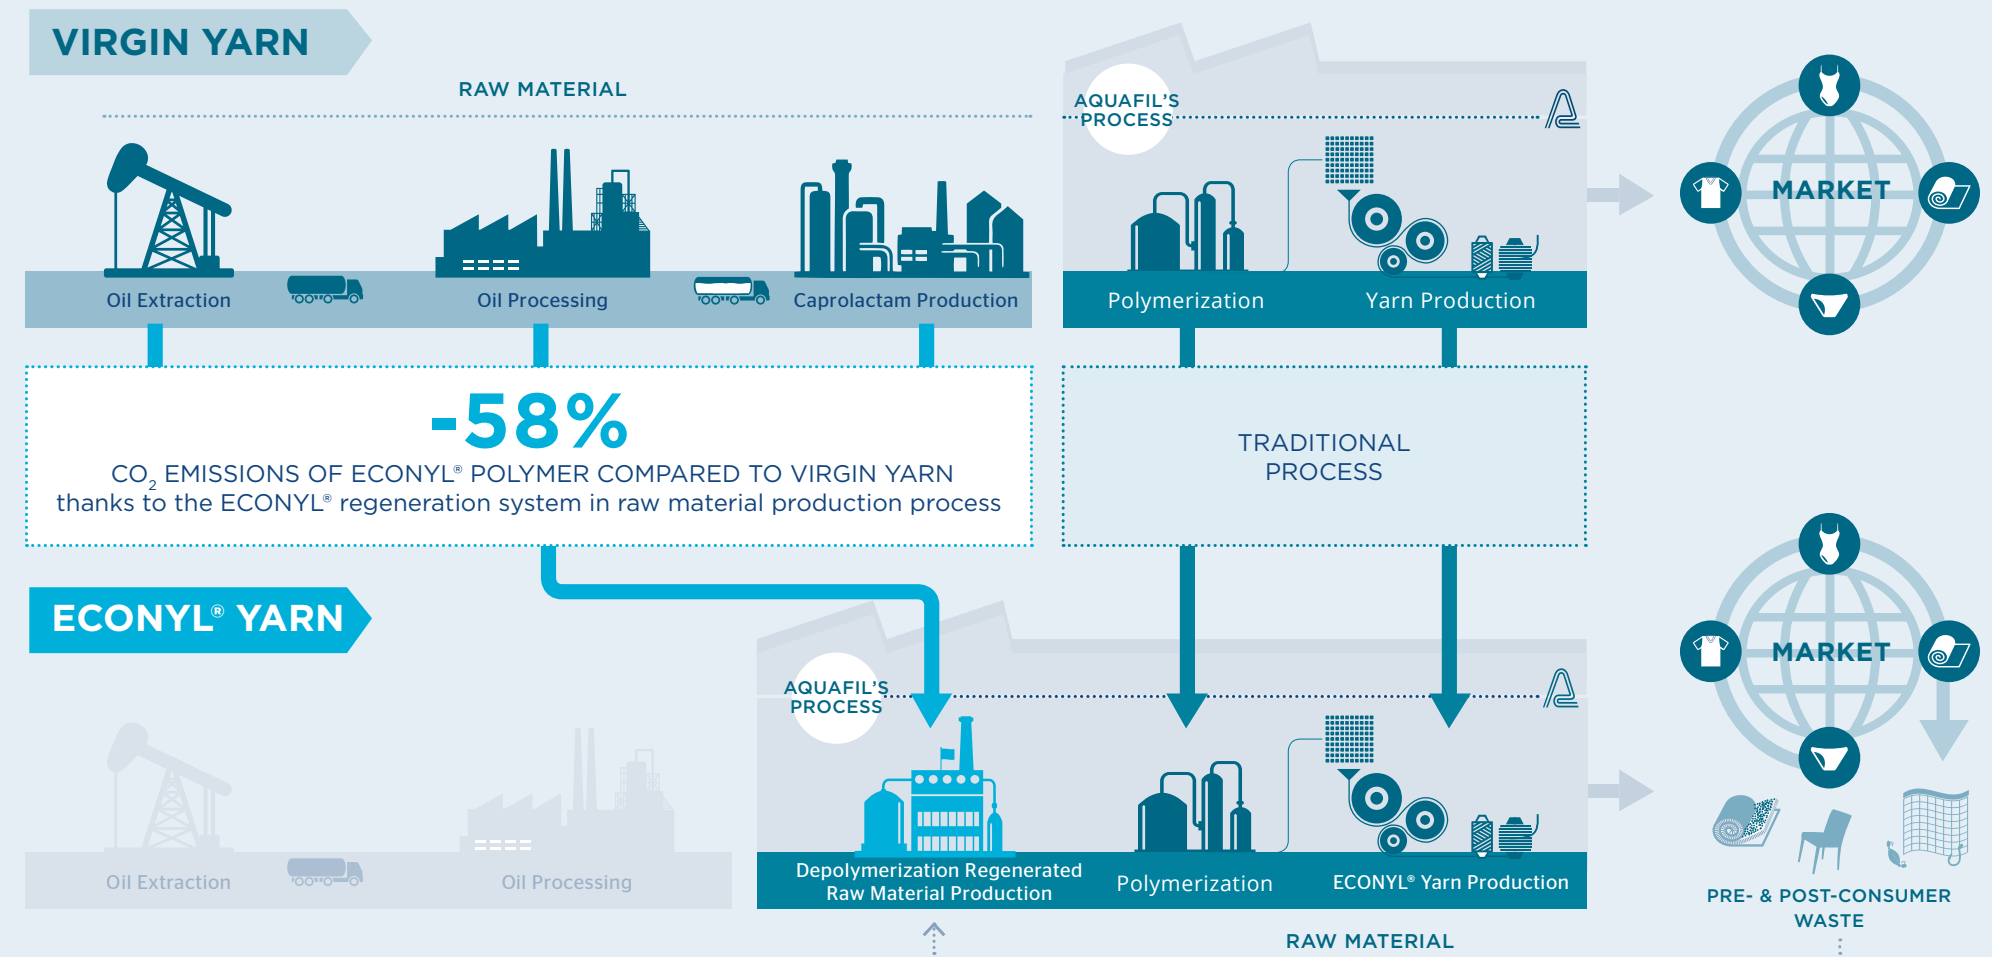 VIRGIN YARN
RAW MATERIAL
AQUAFIL'S
PROCESS
Oil Extraction
Oil Processing
Caprolactam Production
Polymerization
Yarn Production
MARKET
-58%
CO₂ EMISSIONS OF ECONYL® POLYMER COMPARED TO VIRGIN YARN
thanks to the ECONYL® regeneration system in raw material production process
TRADITIONAL
PROCESS
ECONYL® YARN
AQUAFIL'S
PROCESS
MARKET
Oil Extraction
Oil Processing
Depolymerization Regenerated
Raw Material Production
Polymerization
ECONYL® Yarn Production
PRE- & POST-CONSUMER
WASTE
RAW MATERIAL